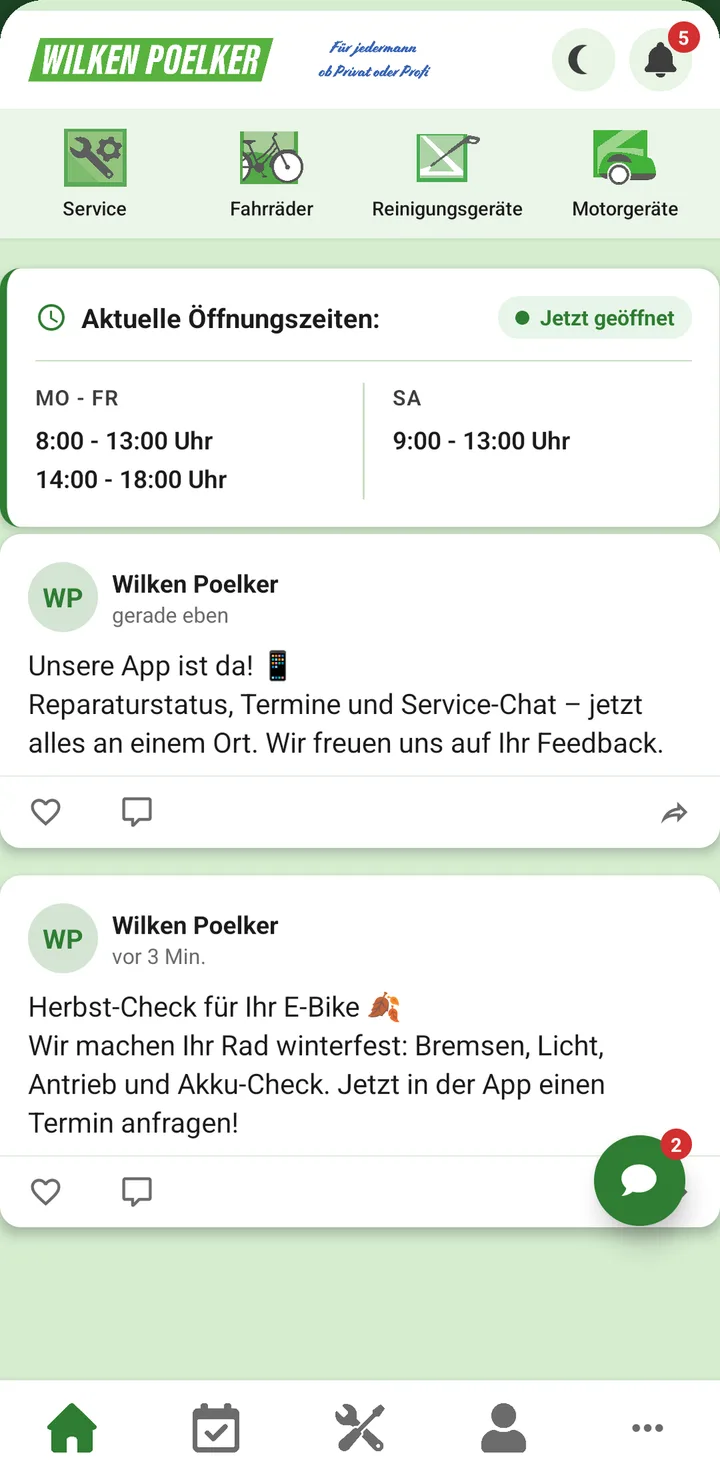 WILKEN POELKER
Für jedermann
ob Privat oder Profi
5
Service
Fahrräder
Reinigungsgeräte
Motorgeräte
Aktuelle Öffnungszeiten:
Jetzt geöffnet
MO - FR
8:00 - 13:00 Uhr
14:00 - 18:00 Uhr
SA
9:00 - 13:00 Uhr
WP
Wilken Poelker
gerade eben
Unsere App ist da! 📱
Reparaturstatus, Termine und Service-Chat – jetzt
alles an einem Ort. Wir freuen uns auf Ihr Feedback.
WP
Wilken Poelker
vor 3 Min.
Herbst-Check für Ihr E-Bike 🍂
Wir machen Ihr Rad winterfest: Bremsen, Licht,
Antrieb und Akku-Check. Jetzt in der App einen
Termin anfragen!
2